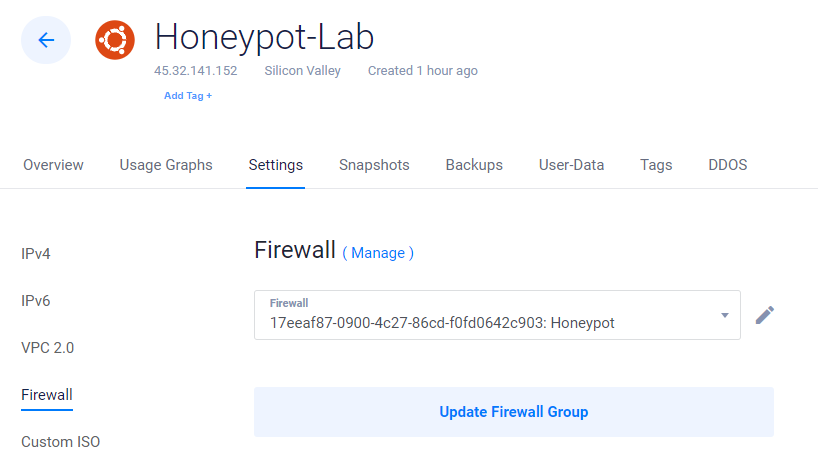 Honeypot-Lab
45.32.141.152 Silicon Valley Created 1 hour ago
Add Tag +
Overview Usage Graphs Settings Snapshots Backups User-Data Tags DDOS
IPv4
IPv6
VPC 2.0
Firewall
Custom ISO
Firewall ( Manage )
Firewall
17eeaf87-0900-4c27-86cd-f0fd0642c903: Honeypot
Update Firewall Group